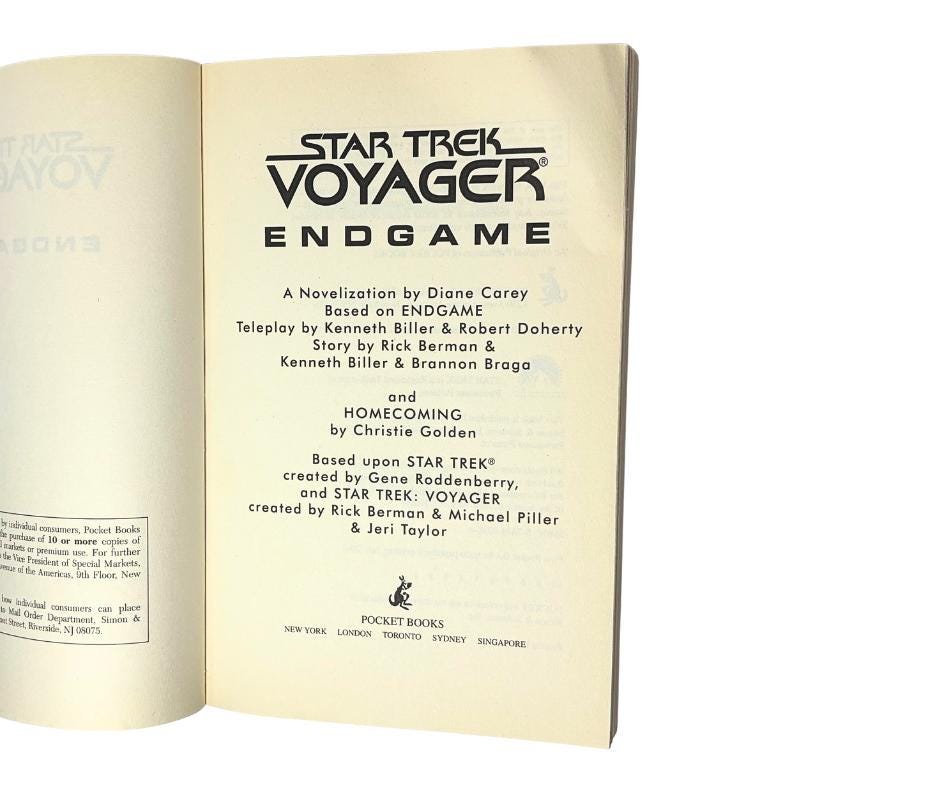 by individual consumers, Pocket Books
the purchase of 10 or more copies of
markets or premium use. For further
the Vice President of Special Markets,
of the Americas, 9th Floor, New
how individual consumers can place
to Mail Order Department, Simon &
Street, Riverside, NJ 08075.
STAR TREK
VOYAGER®
ENDGAME
A Novelization by Diane Carey
Based on ENDGAME
Teleplay by Kenneth Biller & Robert Doherty
Story by Rick Berman &
Kenneth Biller & Brannon Braga
and
HOMECOMING
by Christie Golden
Based upon STAR TREK®
created by Gene Roddenberry,
and STAR TREK: VOYAGER
created by Rick Berman & Michael Piller
& Jeri Taylor
POCKET BOOKS
NEW YORK LONDON TORONTO SYDNEY SINGAPORE